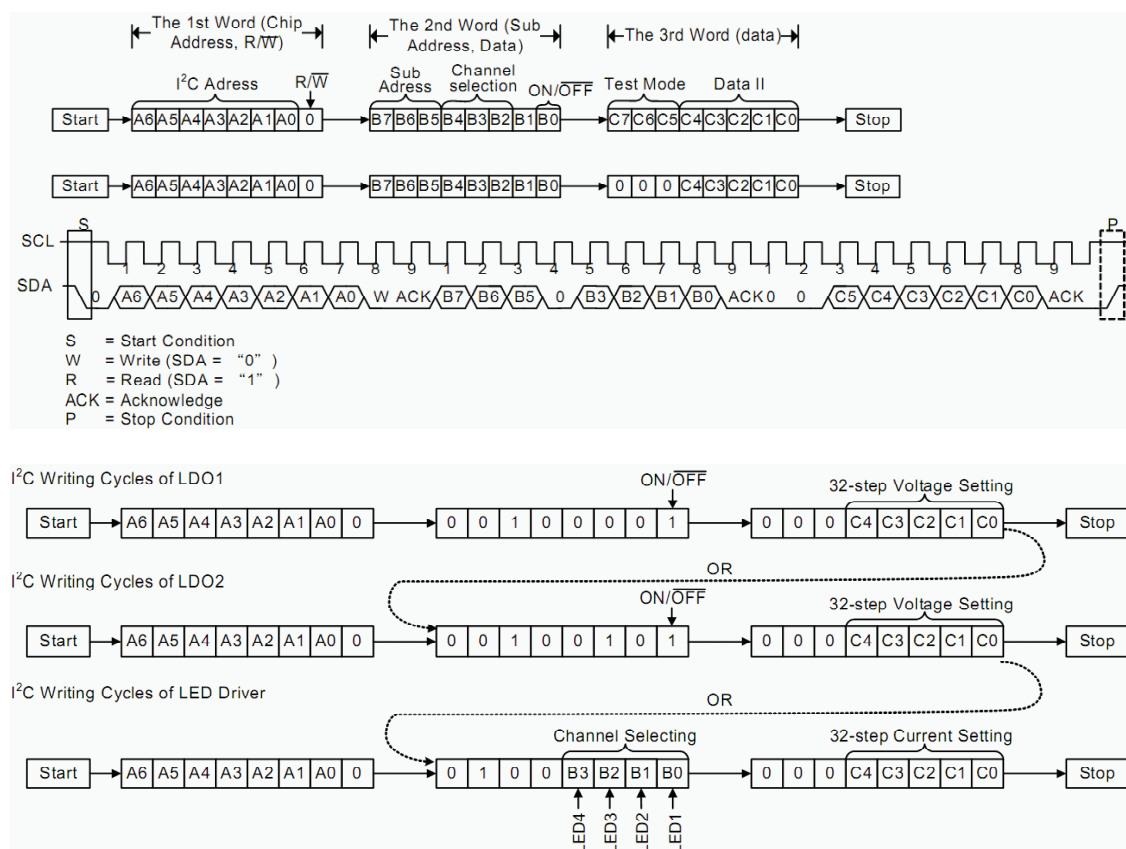 The 1st Word (Chip Address, R/W̅)
The 2nd Word (Sub Address, Data)
The 3rd Word (data)
I²C Adress
R/W̅
Sub Adress
Channel selection
ON/O̅F̅F̅
Test Mode
Data II
Start A6 A5 A4 A3 A2 A1 A0 0 B7 B6 B5 B4 B3 B2 B1 B0 C7 C6 C5 C4 C3 C2 C1 C0 Stop
Start A6 A5 A4 A3 A2 A1 A0 0 B7 B6 B5 B4 B3 B2 B1 B0 0 0 0 C4 C3 C2 C1 C0 Stop
S P
SCL
1 2 3 4 5 6 7 8 9 1 2 3 4 5 6 7 8 9 1 2 3 4 5 6 7 8 9
SDA 0 A6 A5 A4 A3 A2 A1 A0 W ACK B7 B6 B5 0 B3 B2 B1 B0 ACK 0 0 C5 C4 C3 C2 C1 C0 ACK
S = Start Condition
W = Write (SDA = “0” )
R = Read (SDA = “1” )
ACK = Acknowledge
P = Stop Condition
I²C Writing Cycles of LDO1
ON/O̅F̅F̅
32-step Voltage Setting
Start A6 A5 A4 A3 A2 A1 A0 0 0 0 1 0 0 0 0 1 0 0 0 C4 C3 C2 C1 C0 Stop
OR
I²C Writing Cycles of LDO2
ON/O̅F̅F̅
32-step Voltage Setting
Start A6 A5 A4 A3 A2 A1 A0 0 0 0 1 0 0 1 0 1 0 0 0 C4 C3 C2 C1 C0 Stop
I²C Writing Cycles of LED Driver
OR
Channel Selecting
32-step Current Setting
Start A6 A5 A4 A3 A2 A1 A0 0 0 1 0 0 B3 B2 B1 B0 0 0 0 C4 C3 C2 C1 C0 Stop
LED4 LED3 LED2 LED1